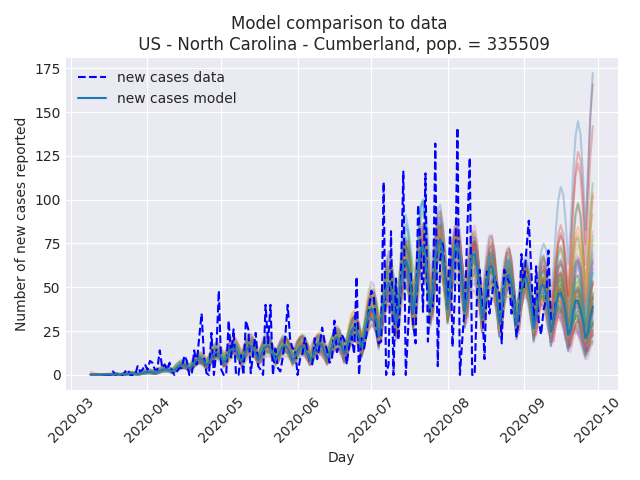 Model comparison to data
US - North Carolina - Cumberland, pop. = 335509
new cases data
new cases model
Number of new cases reported
175
150
125
100
75
50
25
0
2020-03
2020-04
2020-05
2020-06
2020-07
2020-08
2020-09
2020-10
Day